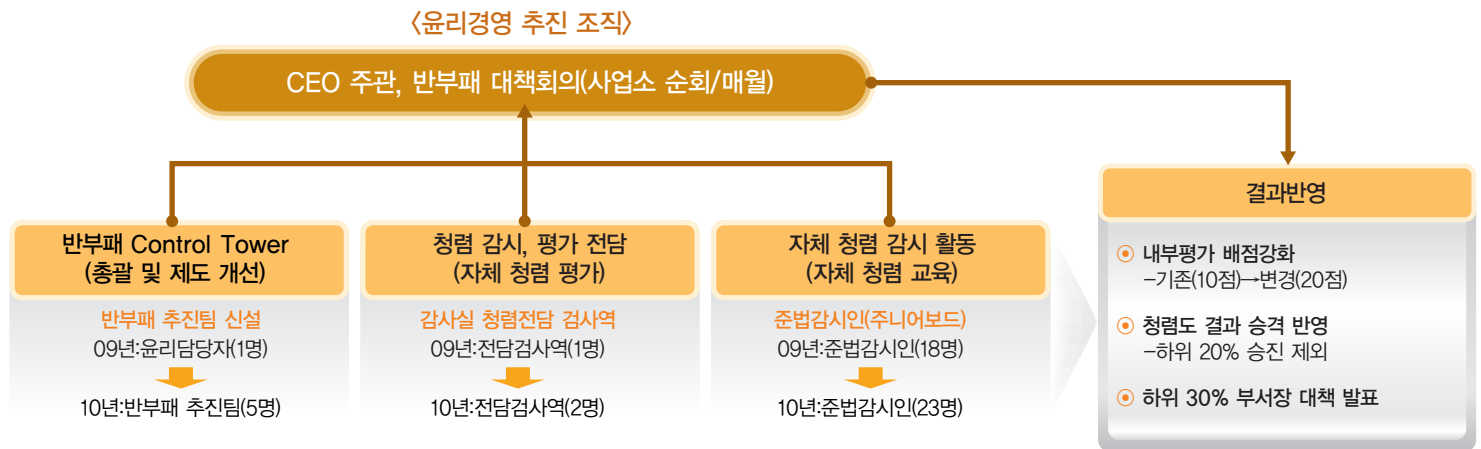 〈윤리경영 추진 조직〉
CEO 주관, 반부패 대책회의(사업소 순회/매월)
반부패 Control Tower
(총괄 및 제도 개선)
반부패 추진팀 신설
09년:윤리담당자(1명)
10년:반부패 추진팀(5명)
청렴 감시, 평가 전담
(자체 청렴 평가)
감사실 청렴전담 검사역
09년:전담검사역(1명)
10년:전담검사역(2명)
자체 청렴 감시 활동
(자체 청렴 교육)
준법감시인(주니어보드)
09년:준법감시인(18명)
10년:준법감시인(23명)
결과반영
내부평가 배점강화
–기존(10점)→변경(20점)
청렴도 결과 승격 반영
–하위 20% 승진 제외
하위 30% 부서장 대책 발표